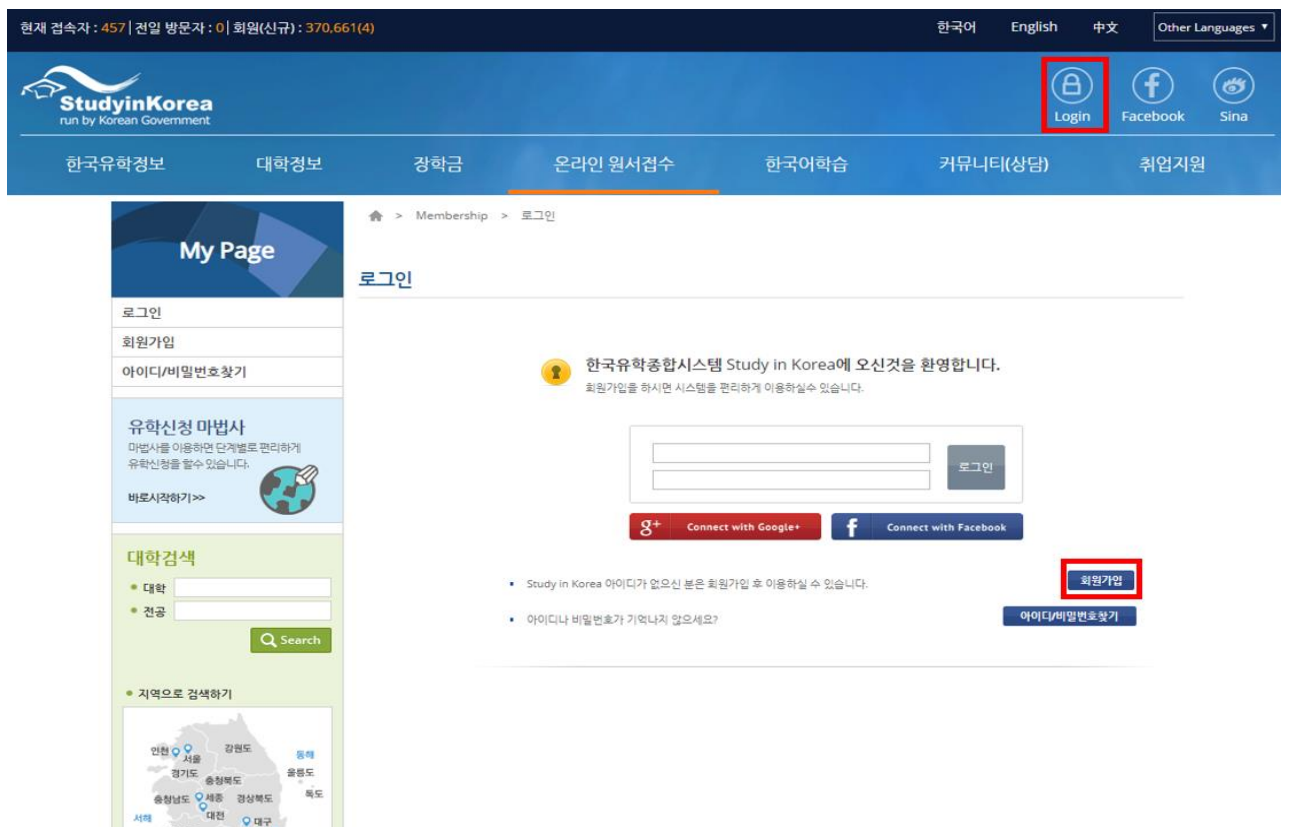 현재 접속자 : 457 | 전일 방문자 : 0 | 회원(신규) : 370,661(4)
한국어 English 中文 Other Languages
StudyinKorea
run by Korean Government
Login Facebook Sina
한국유학정보 대학정보 장학금 온라인 원서접수 한국어학습 커뮤니티(상담) 취업지원
My Page
로그인
회원가입
아이디/비밀번호찾기
유학신청 마법사
마법사를 이용하면 단계별로 편리하게
유학신청을 할수 있습니다.
바로시작하기>>
대학검색
대학
전공
Search
지역으로 검색하기
인천 서울 강원도 동해
경기도 충청북도 울릉도
충청남도 세종 경상북도 독도
서해 대전 대구
> Membership > 로그인
로그인
한국유학종합시스템 Study in Korea에 오신것을 환영합니다.
회원가입을 하시면 시스템을 편리하게 이용하실수 있습니다.
로그인
g+ Connect with Google+ f Connect with Facebook
Study in Korea 아이디가 없으신 분은 회원가입 후 이용하실 수 있습니다. 회원가입
아이디나 비밀번호가 기억나지 않으세요? 아이디/비밀번호찾기